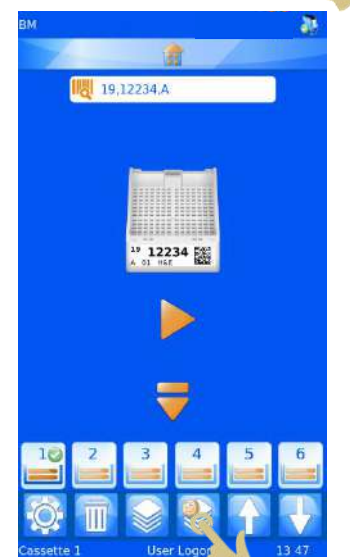 BM
19,12234,A
19 12234
A 01 H&E
1 2 3 4 5 6
Cassette 1 User Logon 13 47